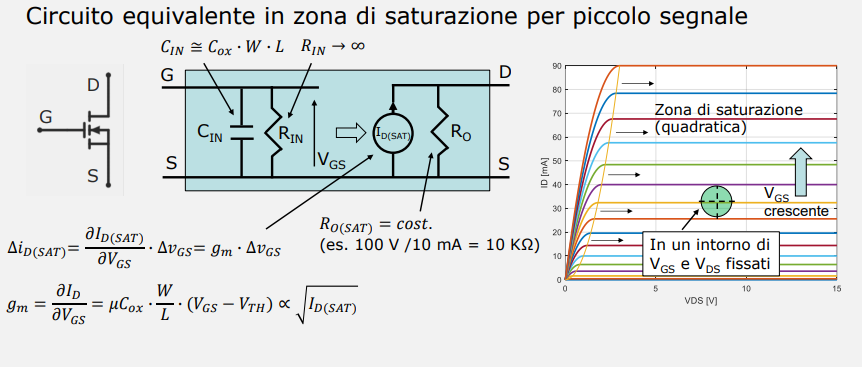 Circuito equivalente in zona di saturazione per piccolo segnale
C_IN ≅ C_ox · W · L   R_IN → ∞
D
G
S
G
D
C_IN
R_IN
V_GS
I_D(SAT)
R_O
S
S
R_O(SAT) = cost.
(es. 100 V /10 mA = 10 KΩ)
Δi_D(SAT) = ∂I_D(SAT) / ∂V_GS · Δv_GS = g_m · Δv_GS
g_m = ∂I_D / ∂V_GS = μC_ox · W / L · (V_GS − V_TH) ∝ √I_D(SAT)
90
80
70
60
50
40
30
20
10
0
ID [mA]
0 5 10 15
VDS [V]
Zona di saturazione
(quadratica)
V_GS
crescente
In un intorno di
V_GS e V_DS fissati